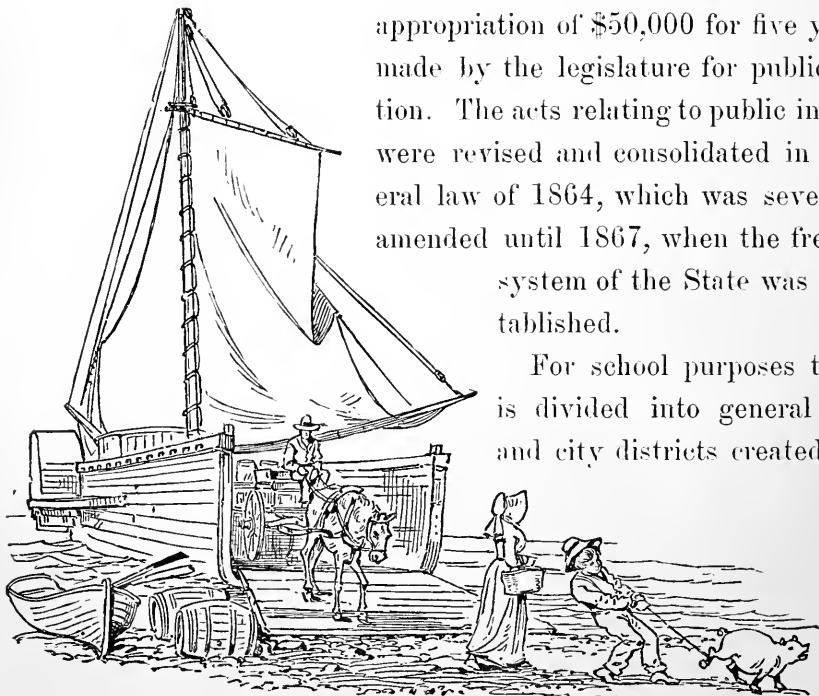 appropriation of $50,000 for five y
made by the legislature for public
tion. The acts relating to public in
were revised and consolidated in
eral law of 1864, which was seve
amended until 1867, when the fre
system of the State was
tablished.
For school purposes t
is divided into general
and city districts created